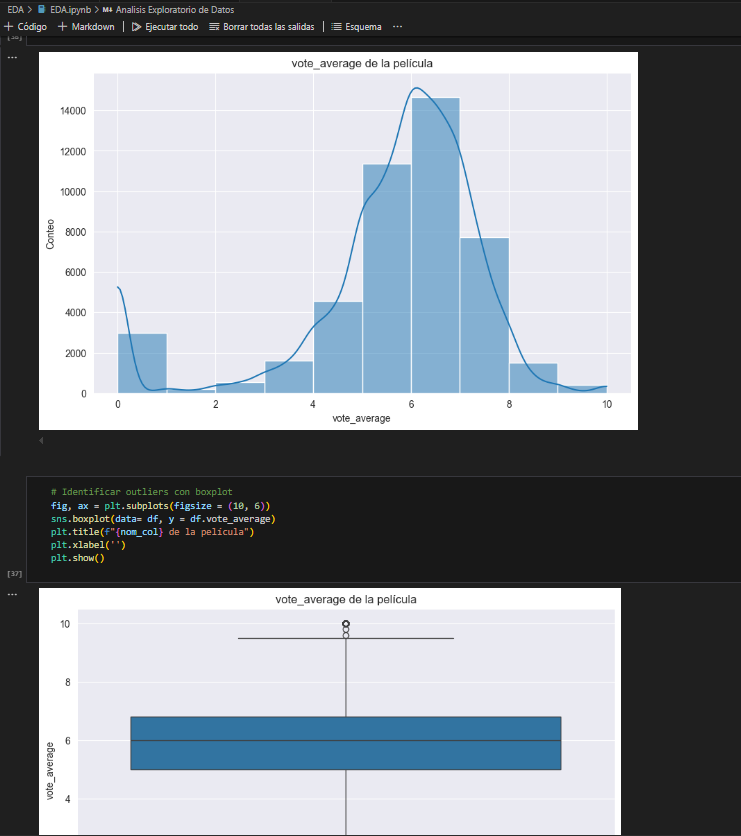 EDA > EDA.ipynb > M↓ Analisis Exploratorio de Datos
+ Código + Markdown | Ejecutar todo Borrar todas las salidas | Esquema ...
...
vote_average de la película
14000
12000
10000
8000
6000
4000
2000
0
Conteo
0 2 4 6 8 10
vote_average
# Identificar outliers con boxplot
fig, ax = plt.subplots(figsize = (10, 6))
sns.boxplot(data= df, y = df.vote_average)
plt.title(f"{nom_col} de la película")
plt.xlabel('')
plt.show()
[37]
...
vote_average de la película
10
8
6
4
vote_average